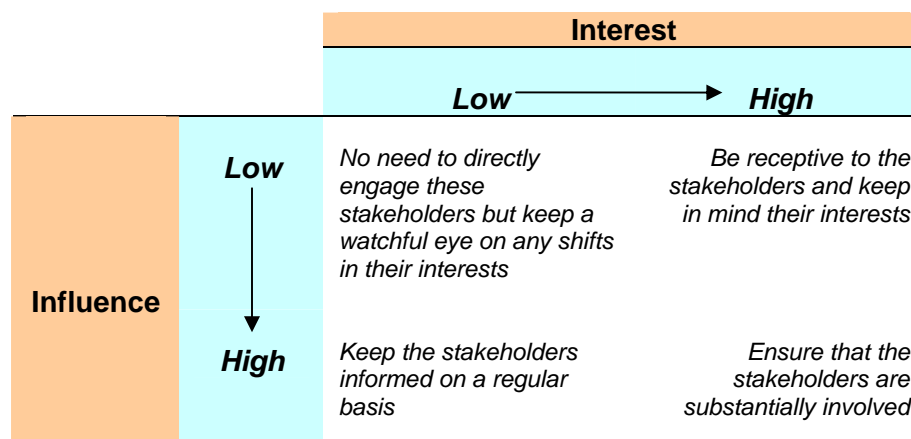 Interest
Low
High
Low
No need to directly
engage these
stakeholders but keep a
watchful eye on any shifts
in their interests
Be receptive to the
stakeholders and keep
in mind their interests
Influence
High
Keep the stakeholders
informed on a regular
basis
Ensure that the
stakeholders are
substantially involved